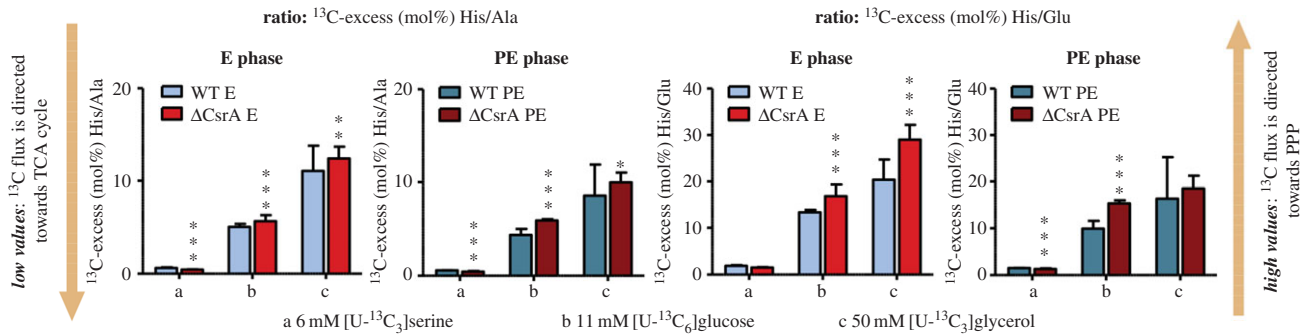 ratio: ¹³C-excess (mol%) His/Ala
ratio: ¹³C-excess (mol%) His/Glu
low values: ¹³C flux is directed
towards TCA cycle
E phase
¹³C-excess (mol%) His/Ala
20
10
0
WT E
ΔCsrA E
***
***
**
a
b
c
PE phase
¹³C-excess (mol%) His/Ala
20
10
0
WT PE
ΔCsrA PE
***
***
*
a
b
c
E phase
¹³C-excess (mol%) His/Glu
40
30
20
10
0
WT E
ΔCsrA E
***
***
a
b
c
PE phase
¹³C-excess (mol%) His/Glu
40
30
20
10
0
WT PE
ΔCsrA PE
***
***
a
b
c
high values: ¹³C flux is directed
towards PPP
a 6 mM [U-¹³C₃]serine
b 11 mM [U-¹³C₆]glucose
c 50 mM [U-¹³C₃]glycerol